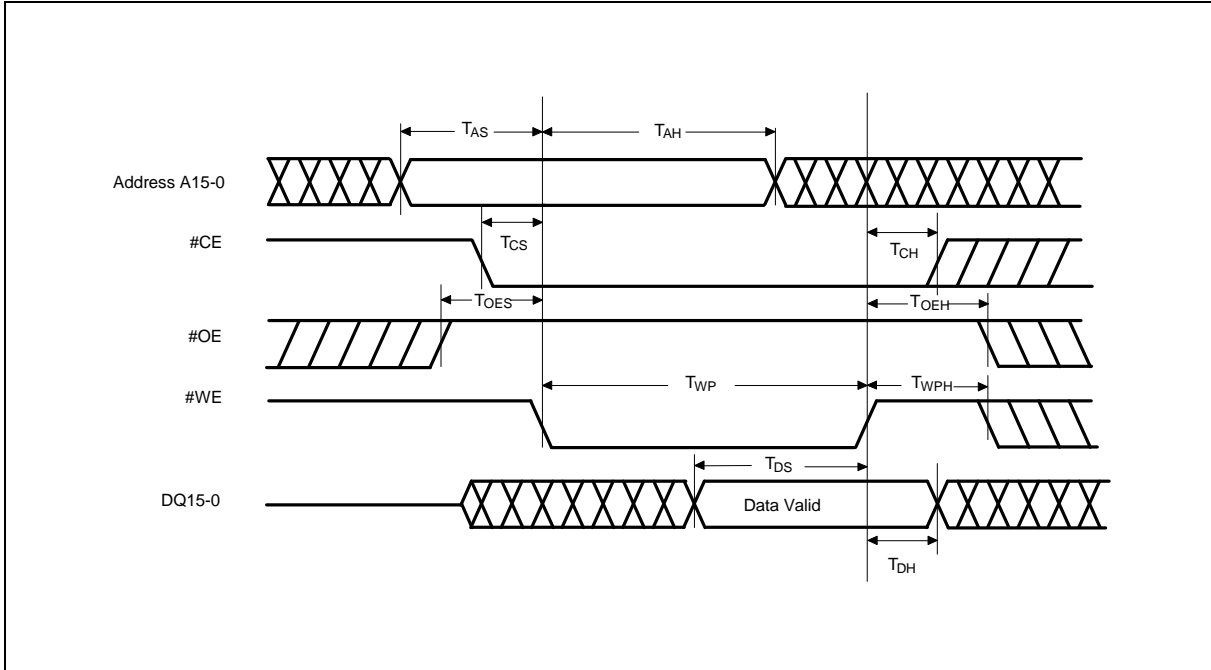 TAS
TAH
Address A15-0
TCS
#CE
TCH
TOES
TOEH
#OE
TWP
TWPH
#WE
TDS
DQ15-0
Data Valid
TDH